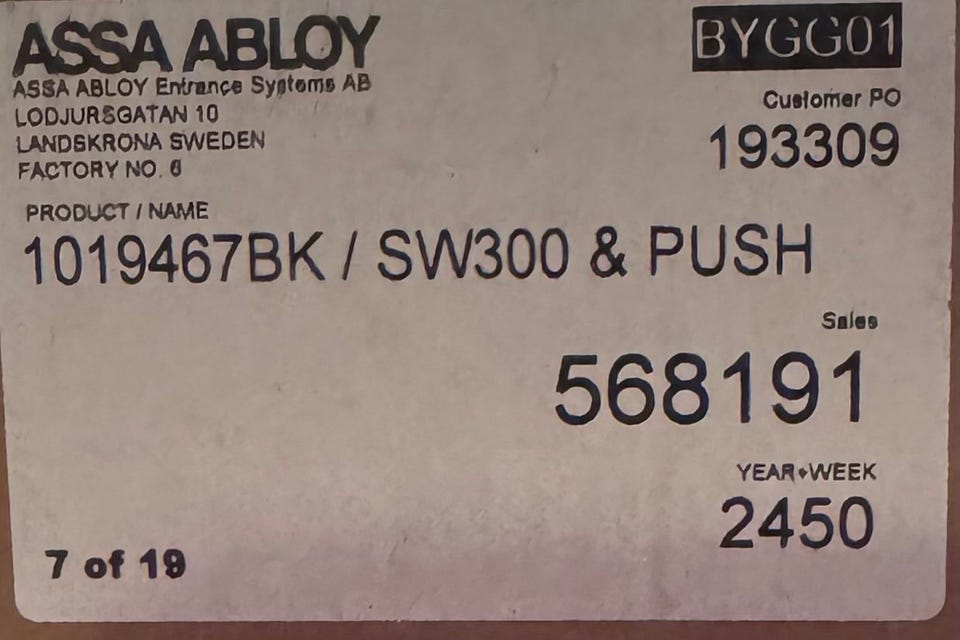 ASSA ABLOY
BYGG01
ASSA ABLOY Entrance Systems AB
LODJURSGATAN 10
LANDSKRONA SWEDEN
FACTORY NO. 6
Customer PO
193309
PRODUCT / NAME
1019467BK / SW300 & PUSH
Sales
568191
YEAR+WEEK
2450
7 of 19